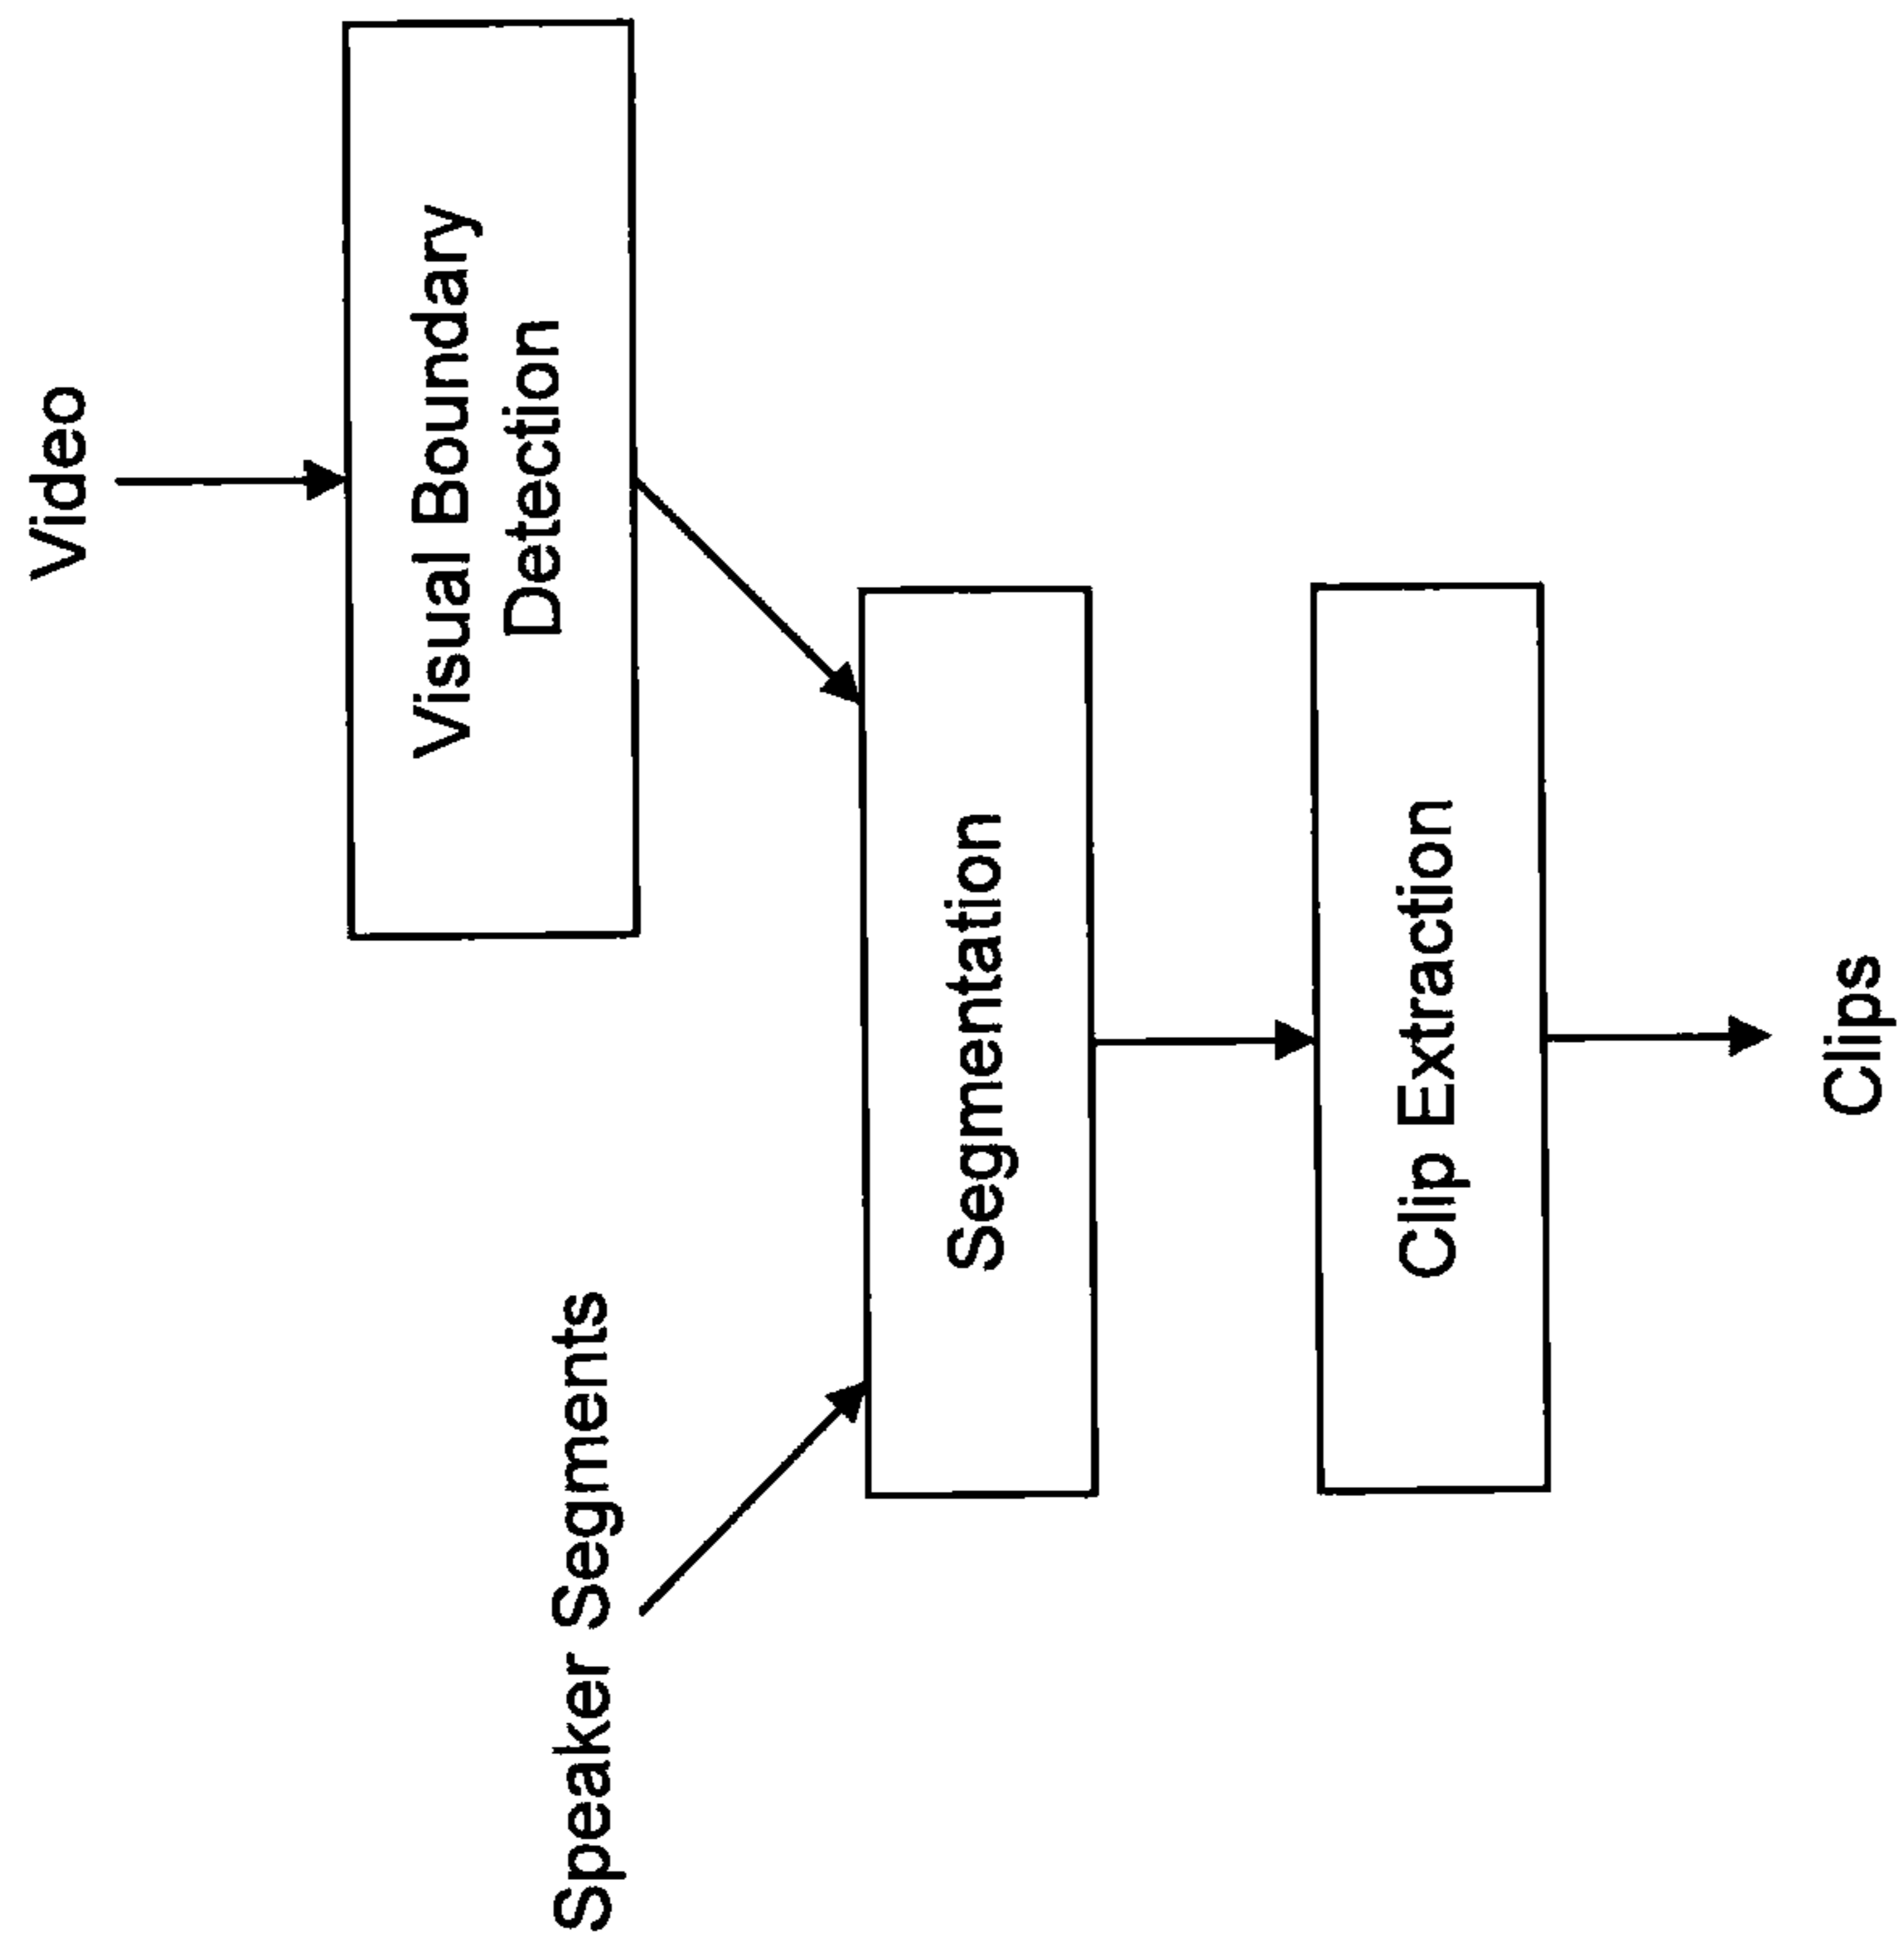 Video
Visual Boundary
Detection
Speaker Segments
Segmentation
Clip Extraction
Clips